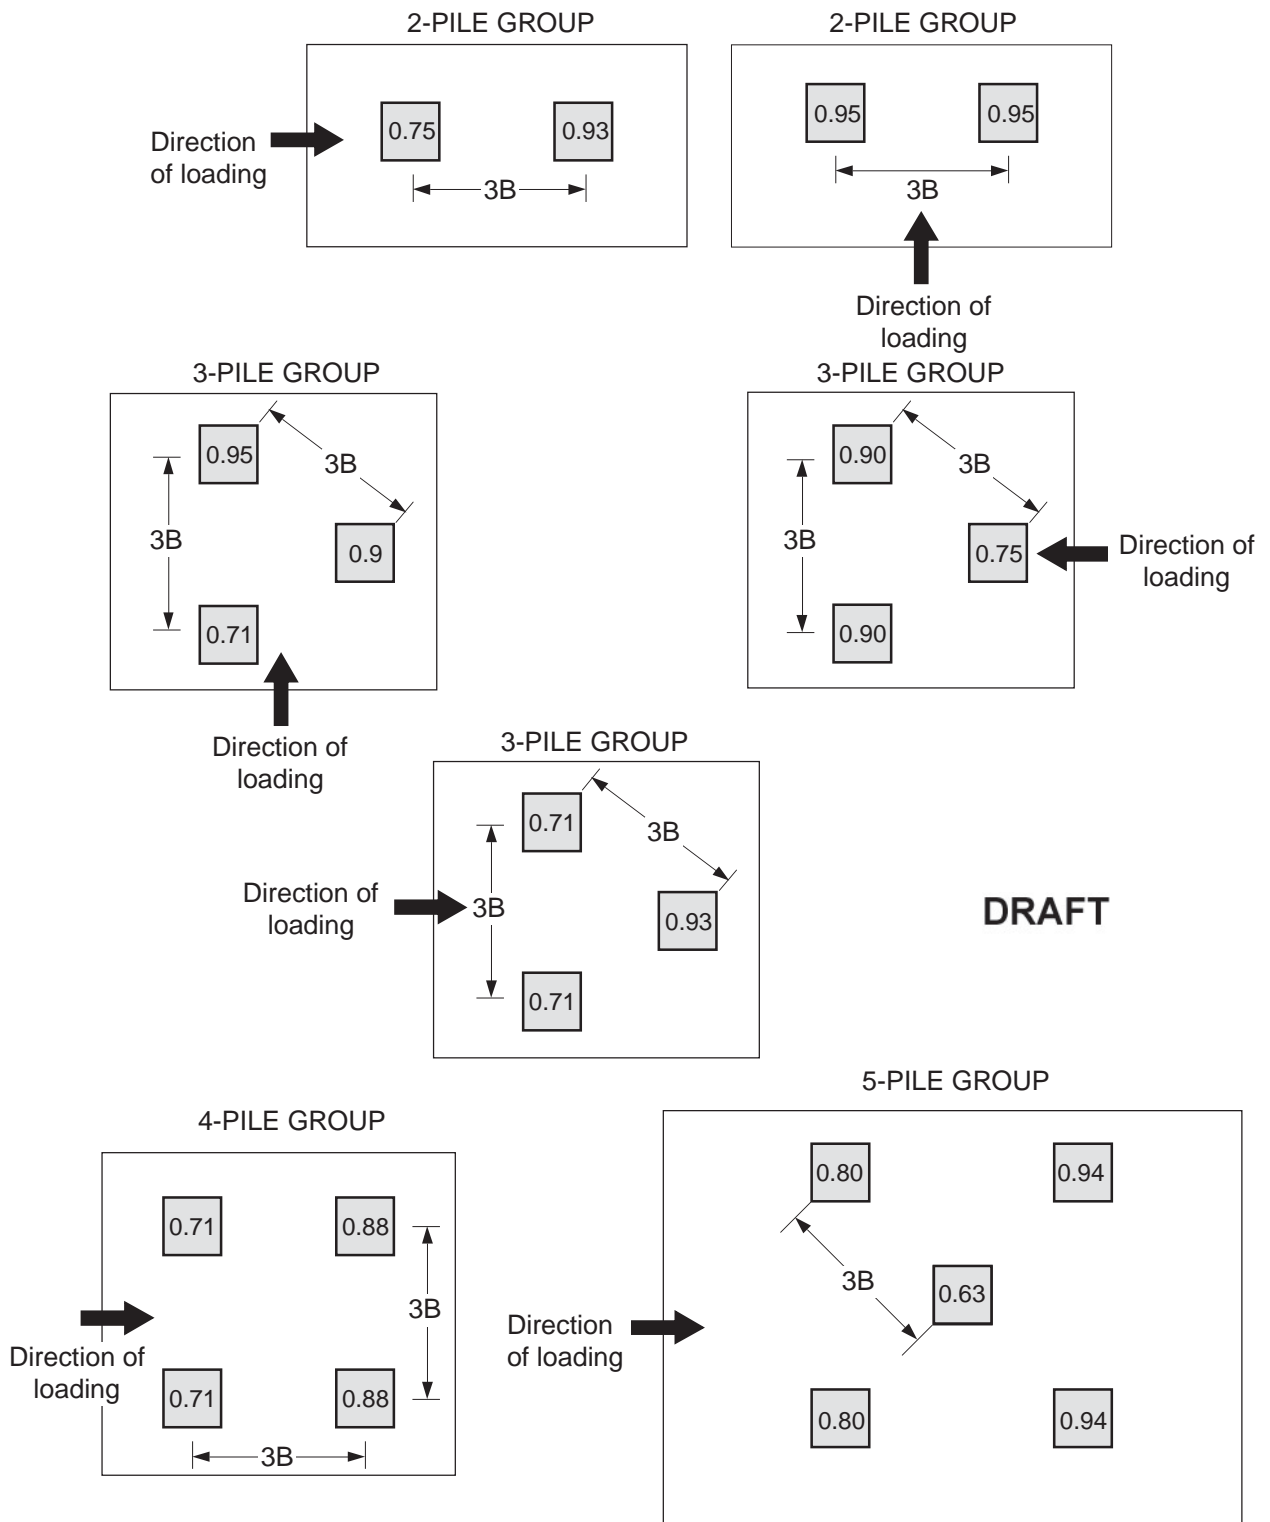 2-PILE GROUP
2-PILE GROUP
Direction
of loading
0.75
0.93
3B
0.95
0.95
3B
Direction of
loading
3-PILE GROUP
3-PILE GROUP
0.95
3B
3B
0.9
0.71
Direction of
loading
0.90
3B
3B
0.75
0.90
Direction of
loading
3-PILE GROUP
0.71
3B
Direction of
loading
3B
0.93
0.71
DRAFT
4-PILE GROUP
0.71
0.88
3B
Direction of
loading
0.71
0.88
3B
5-PILE GROUP
0.80
0.94
3B
0.63
Direction
of loading
0.80
0.94